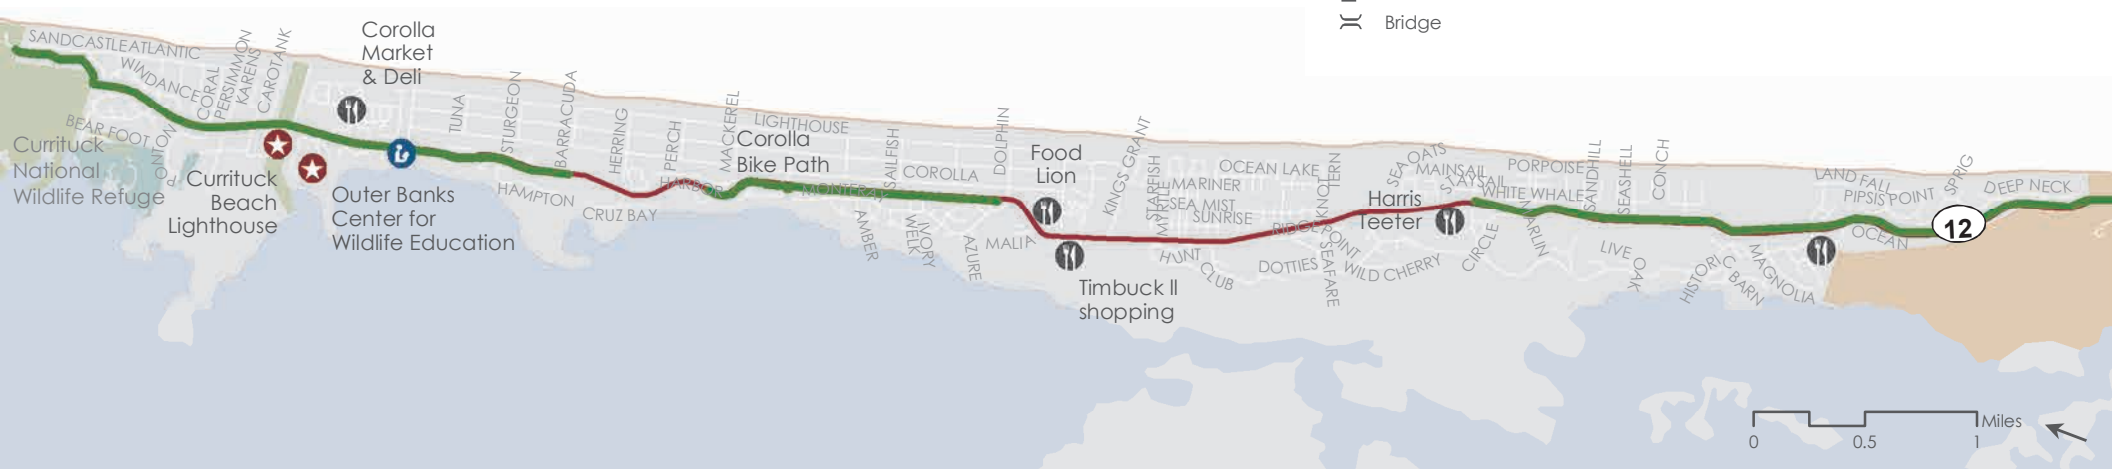 Bridge
SANDCASTLE
ATLANTIC
WINDANCE
CORAL
PERSIMMON
KARENS
CAROTANK
Corolla
Market
& Deli
BEAR FOOT
PONTON
Currituck
National
Wildlife Refuge
Currituck
Beach
Lighthouse
Outer Banks
Center for
Wildlife Education
TUNA
STURGEON
BARRACUDA
HERRING
PERCH
MACKEREL
LIGHTHOUSE
Corolla
Bike Path
HAMPTON
CRUZ BAY
HARBOR
MONTERAY
SAILFISH
COROLLA
DOLPHIN
AMBER
WELK
IVORY
AZURE
MALIA
Food
Lion
KINGS GRANT
STARFISH
MYRTLE
MARINER
SEA MIST
SUNRISE
OCEAN LAKE
TERN
KNOT
HUNT CLUB
Timbuck II
shopping
DOTTIES
RIDGE POINT
SEAFARE
WILD CHERRY
Harris
Teeter
SEA OATS
MAINSAIL
STAYSAIL
PORPOISE
WHITE WHALE
SANDHILL
SEASHELL
CONCH
CIRCLE
MARLIN
LIVE OAK
HISTORIC BARN
MAGNOLIA
LAND FALL
PIPSIS POINT
SPRIG
DEEP NECK
OCEAN
12
Miles
0 0.5 1